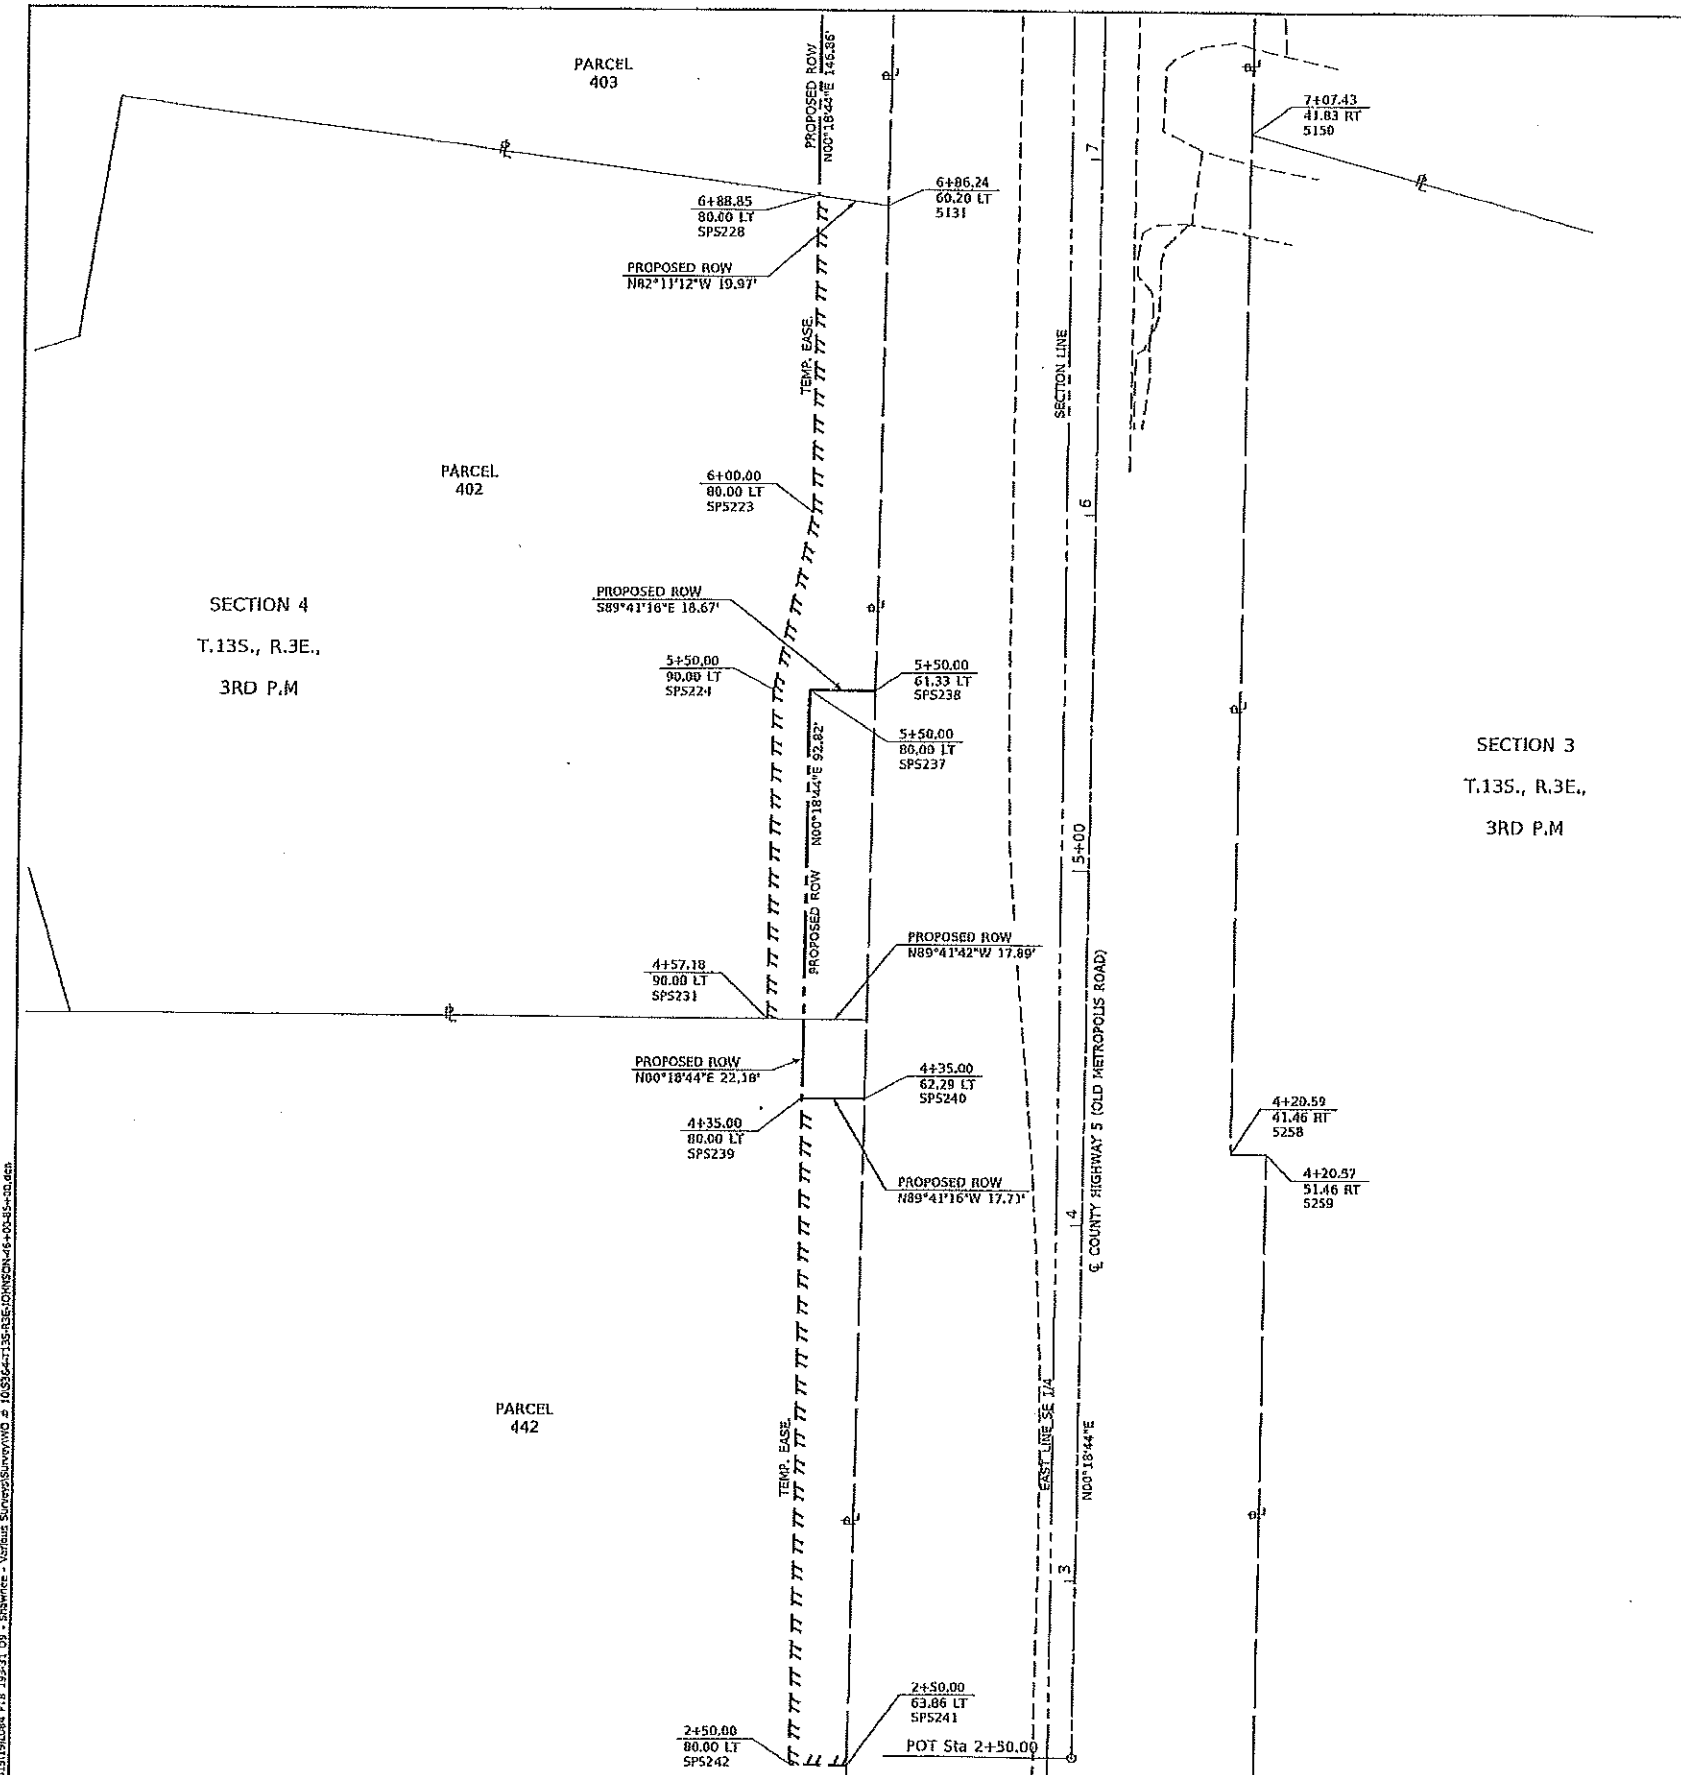 PARCEL
403
PROPOSED ROW
N00°18'44"E 146.86'
7+07.43
41.83 RT
5150
7
6+88.85
80.00 LT
SPS228
6+86.24
60.20 LT
5131
PROPOSED ROW
N82°11'12"W 19.97'
TEMP. EASE.
SECTION LINE
PARCEL
402
6+00.00
80.00 LT
SPS223
6
SECTION 4
T.13S., R.3E.,
3RD P.M
PROPOSED ROW
S89°41'16"E 18.67'
5+50.00
90.00 LT
SPS224
5+50.00
61.33 LT
SPS238
5+50.00
80.00 LT
SPS237
SECTION 3
T.13S., R.3E.,
3RD P.M
PROPOSED ROW N00°18'44"E 92.82'
5+00
PROPOSED ROW
N89°41'42"W 17.89'
4+57.18
90.00 LT
SPS231
PROPOSED ROW
N00°18'44"E 22.18'
4+35.00
62.29 LT
SPS240
4+35.00
80.00 LT
SPS239
PROPOSED ROW
N89°41'16"W 17.71'
4+20.59
41.46 RT
5258
4+20.57
51.46 RT
5259
℄ COUNTY HIGHWAY 5 (OLD METROPOLIS ROAD)
4
PARCEL
442
TEMP. EASE.
EAST LINE SE 1/4
N00°18'44"E
3
2+50.00
63.86 LT
SPS241
2+50.00
80.00 LT
SPS242
POT Sta 2+50.00